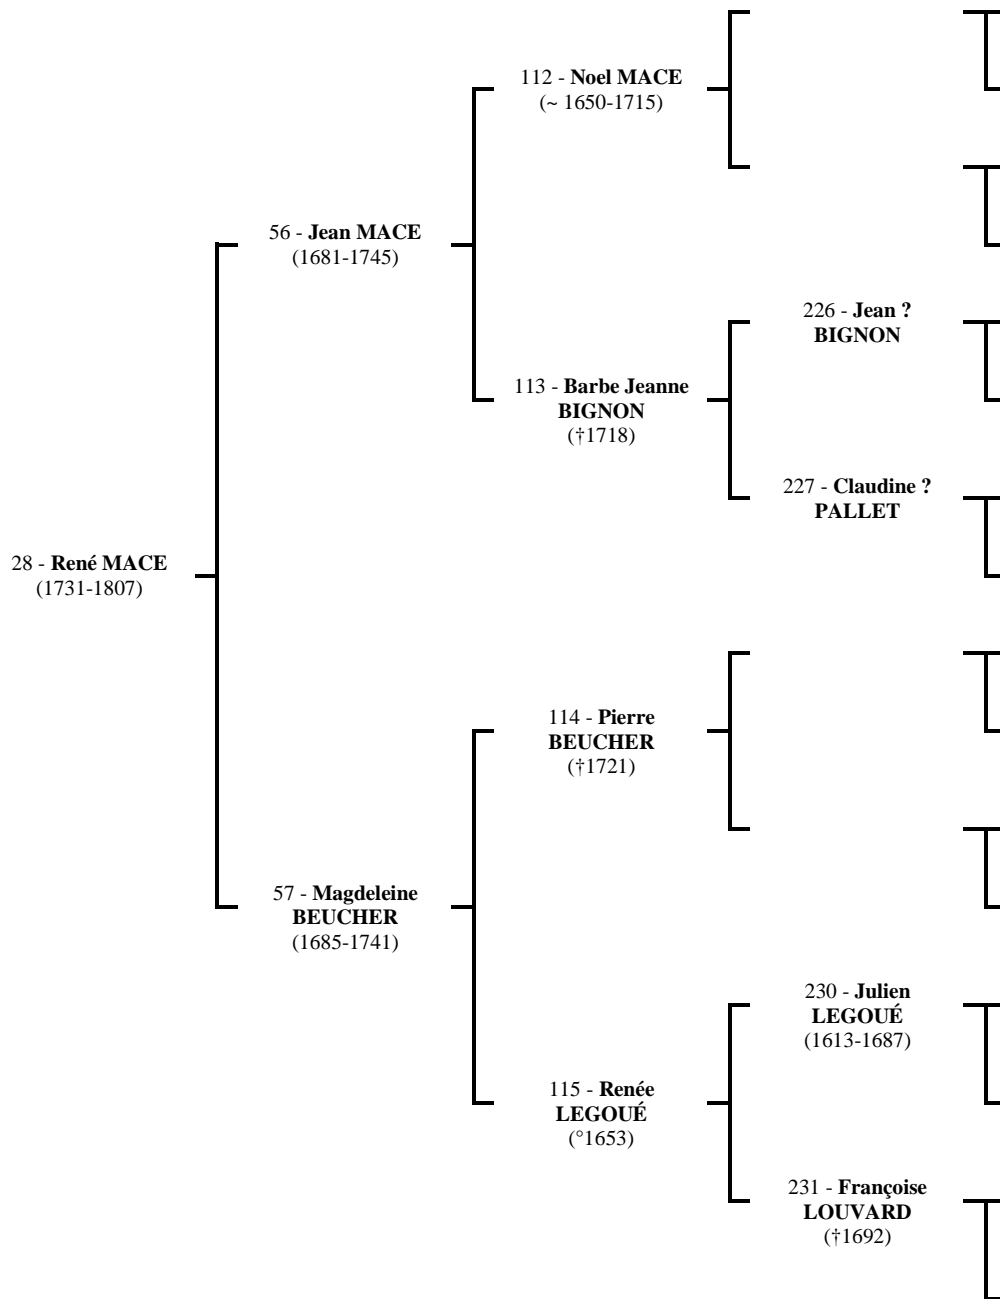 112 - Noel MACE
(~ 1650-1715)
56 - Jean MACE
(1681-1745)
226 - Jean ?
BIGNON
113 - Barbe Jeanne
BIGNON
(†1718)
227 - Claudine ?
PALLET
28 - René MACE
(1731-1807)
114 - Pierre
BEUCHER
(†1721)
57 - Magdeleine
BEUCHER
(1685-1741)
230 - Julien
LEGOUÉ
(1613-1687)
115 - Renée
LEGOUÉ
(°1653)
231 - Françoise
LOUVARD
(†1692)